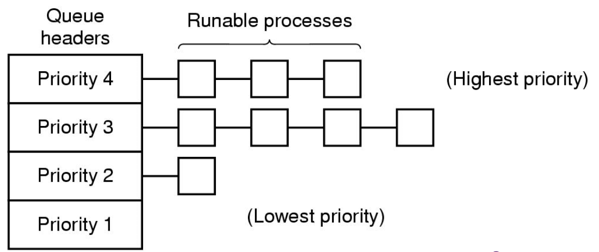 Queue
headers
Runable processes
Priority 4
(Highest priority)
Priority 3
Priority 2
Priority 1
(Lowest priority)